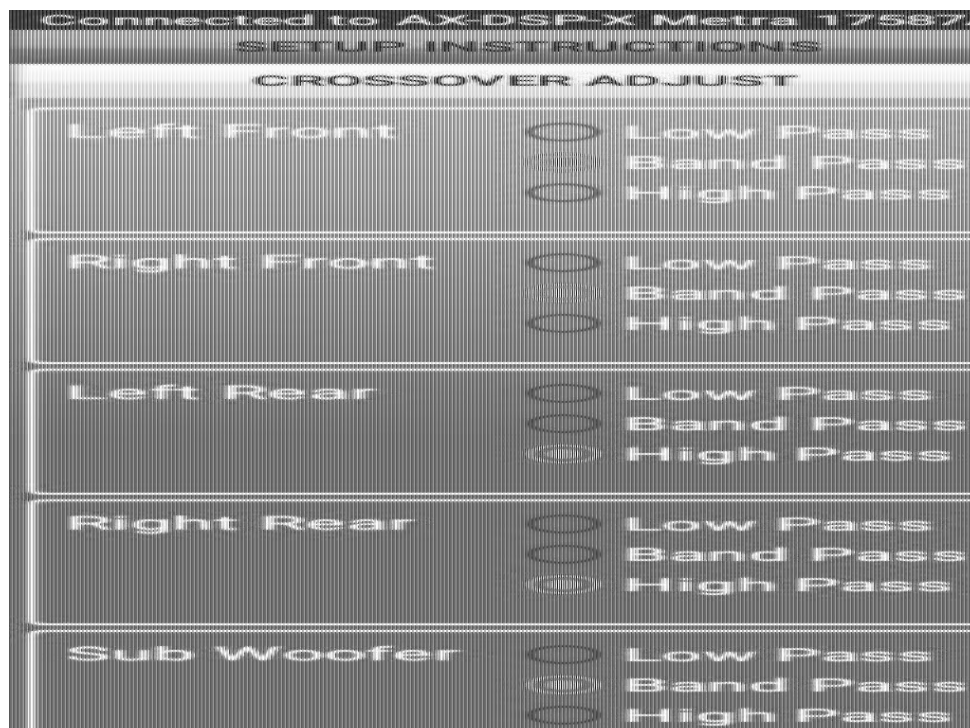 Connected to AX-DSP-X Metra 17587
SETUP INSTRUCTIONS
CROSSOVER ADJUST
Left Front
Low Pass
Band Pass
High Pass
Right Front
Low Pass
Band Pass
High Pass
Left Rear
Low Pass
Band Pass
High Pass
Right Rear
Low Pass
Band Pass
High Pass
Sub Woofer
Low Pass
Band Pass
High Pass